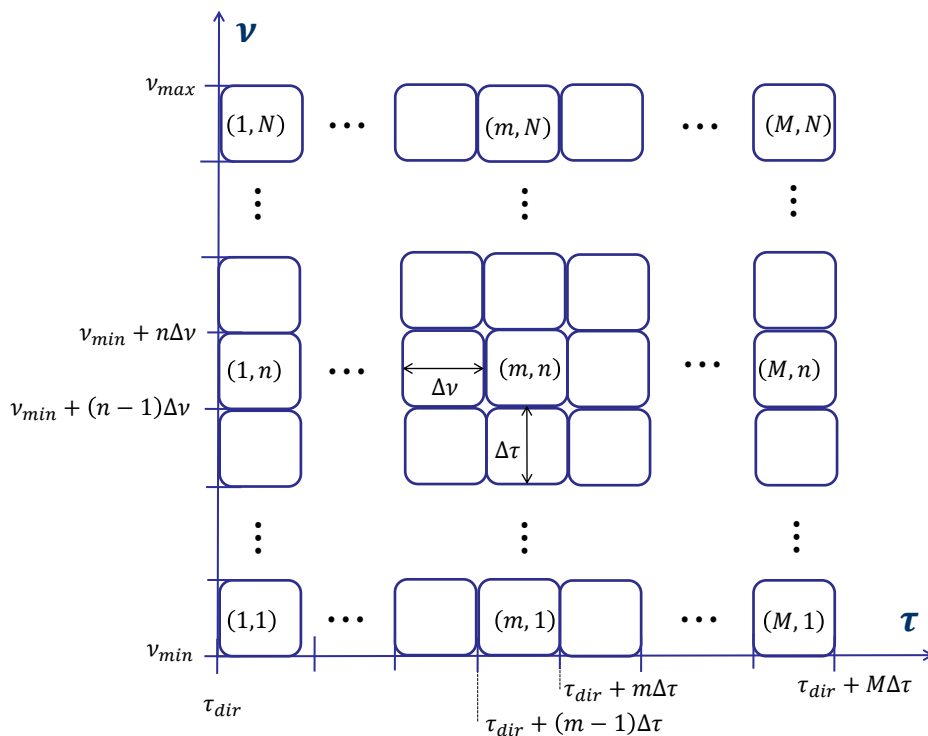 ν
ν_max
(1, N) ••• (m, N) ••• (M, N)
⋮ ⋮ ⋮
ν_min + nΔν
(1, n) ••• Δν (m, n) ••• (M, n)
ν_min + (n − 1)Δν
Δτ
⋮ ⋮ ⋮
(1,1) ••• (m, 1) ••• (M, 1)
τ
ν_min
τ_dir
τ_dir + mΔτ
τ_dir + MΔτ
τ_dir + (m − 1)Δτ